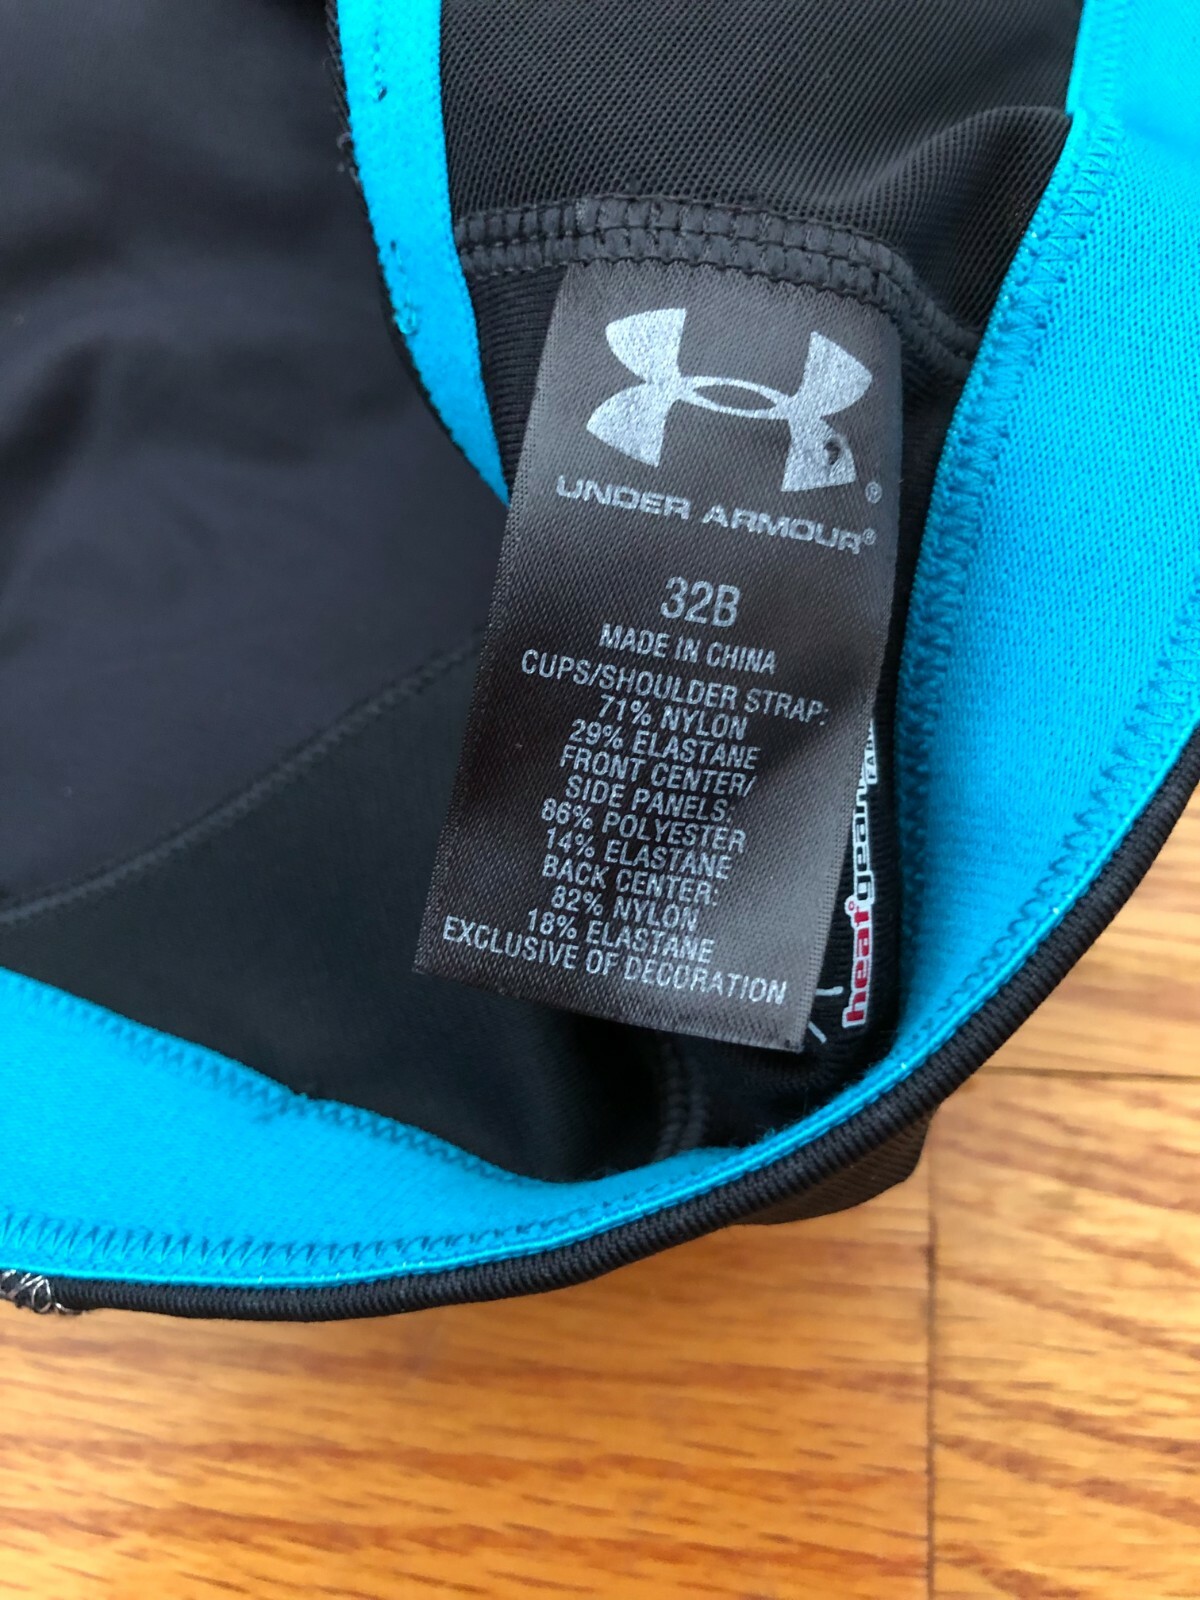 UNDER ARMOUR®
32B
MADE IN CHINA
CUPS/SHOULDER STRAP:
71% NYLON
29% ELASTANE
FRONT CENTER/
SIDE PANELS:
86% POLYESTER
14% ELASTANE
BACK CENTER:
82% NYLON
18% ELASTANE
EXCLUSIVE OF DECORATION
heatgear